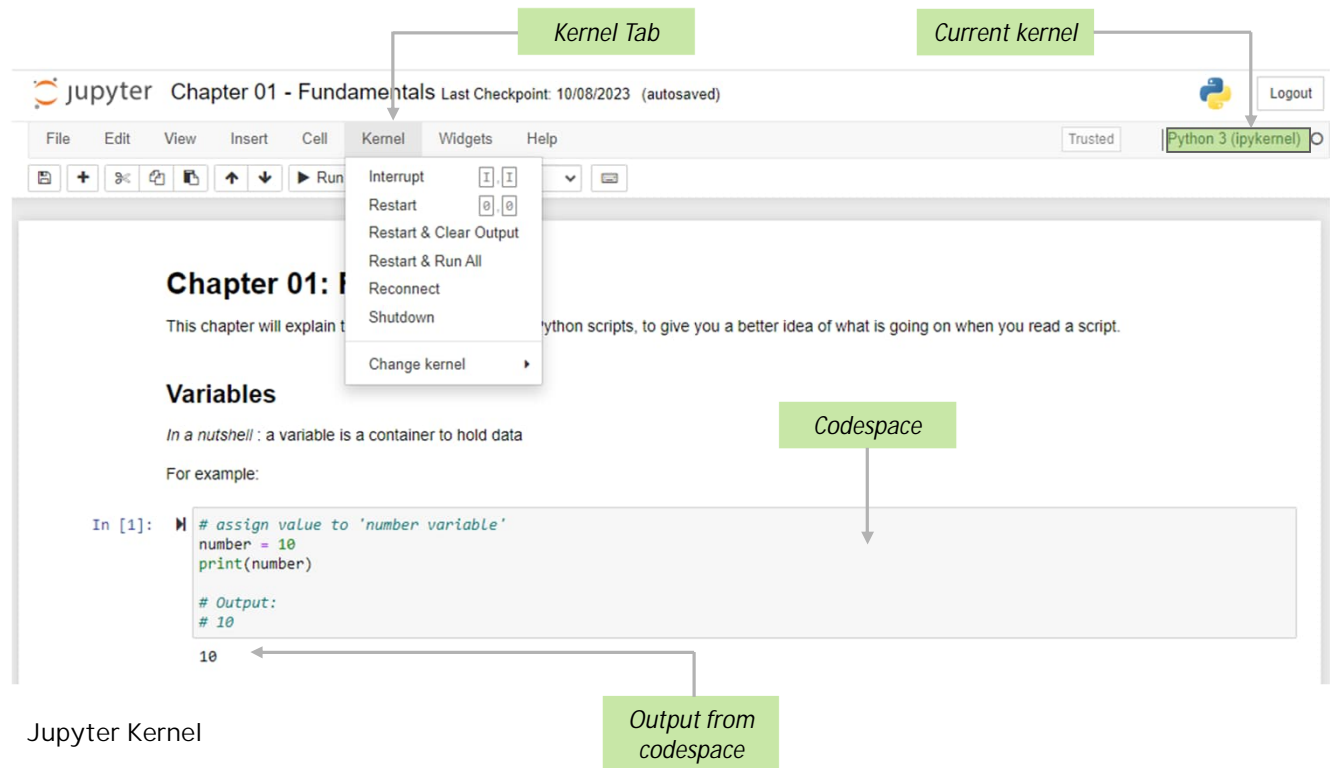 Kernel Tab
Current kernel
jupyter Chapter 01 - Fundamentals Last Checkpoint: 10/08/2023 (autosaved)
Logout
File Edit View Insert Cell Kernel Widgets Help
Trusted
Python 3 (ipykernel)
Run
Interrupt I,I
Restart 0,0
Restart & Clear Output
Restart & Run All
Reconnect
Shutdown
Change kernel
Chapter 01:
This chapter will explain ython scripts, to give you a better idea of what is going on when you read a script.
Variables
In a nutshell : a variable is a container to hold data
For example:
Codespace
In [1]:
# assign value to 'number variable'
number = 10
print(number)
# Output:
# 10
10
Jupyter Kernel
Output from
codespace